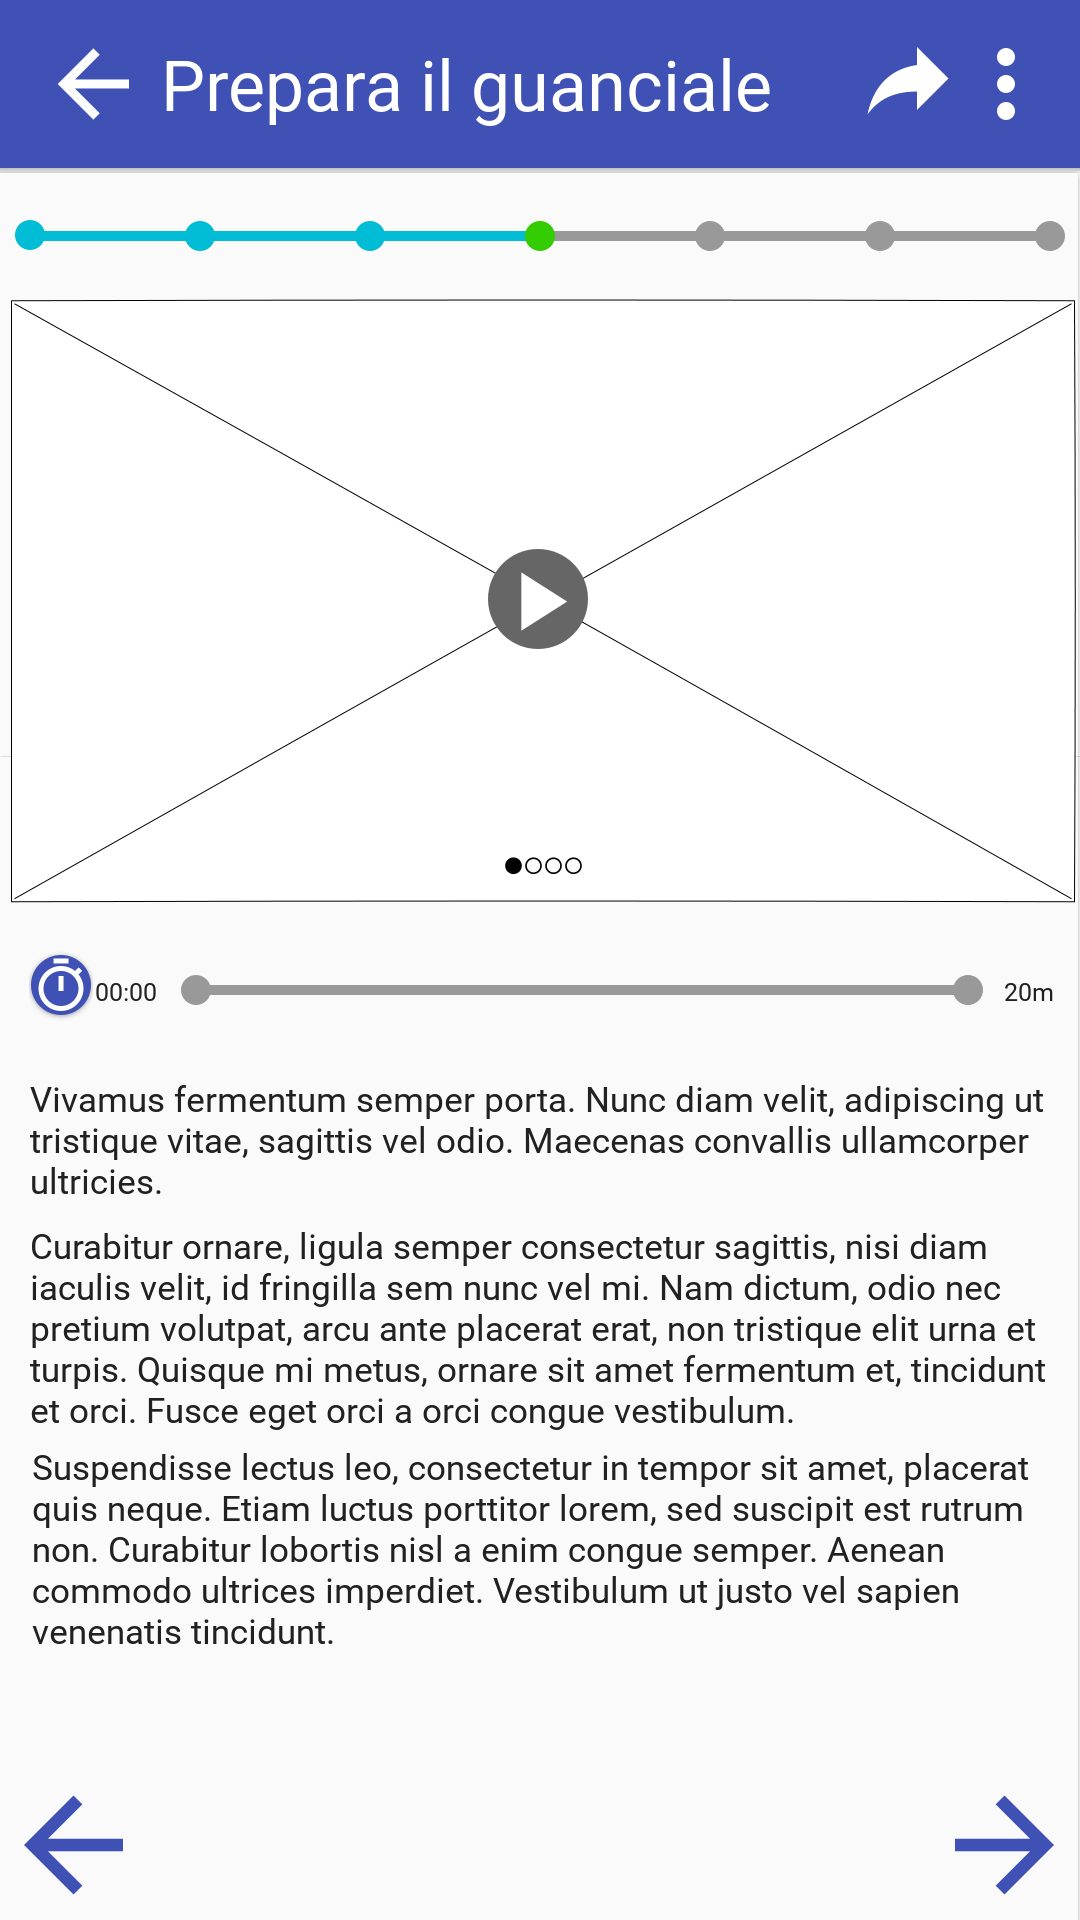 Prepara il guanciale
00:00
20m
Vivamus fermentum semper porta. Nunc diam velit, adipiscing ut
tristique vitae, sagittis vel odio. Maecenas convallis ullamcorper
ultricies.
Curabitur ornare, ligula semper consectetur sagittis, nisi diam
iaculis velit, id fringilla sem nunc vel mi. Nam dictum, odio nec
pretium volutpat, arcu ante placerat erat, non tristique elit urna et
turpis. Quisque mi metus, ornare sit amet fermentum et, tincidunt
et orci. Fusce eget orci a orci congue vestibulum.
Suspendisse lectus leo, consectetur in tempor sit amet, placerat
quis neque. Etiam luctus porttitor lorem, sed suscipit est rutrum
non. Curabitur lobortis nisl a enim congue semper. Aenean
commodo ultrices imperdiet. Vestibulum ut justo vel sapien
venenatis tincidunt.